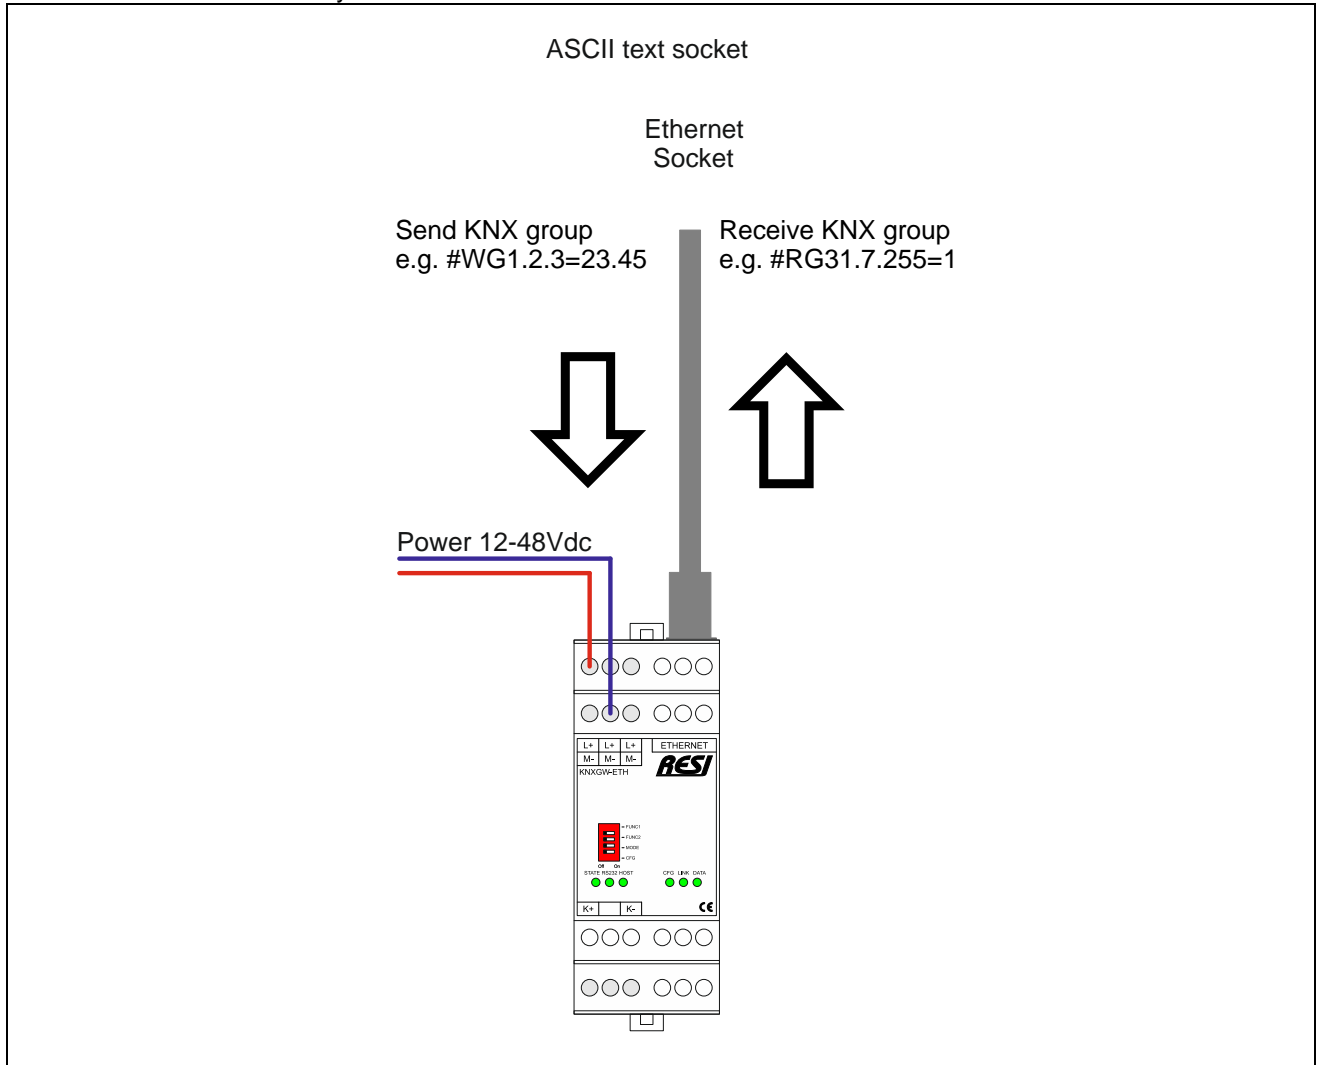 ASCII text socket
Ethernet
Socket
Send KNX group
e.g. #WG1.2.3=23.45
Receive KNX group
e.g. #RG31.7.255=1
Power 12-48Vdc
L+ L+ L+ ETHERNET
M- M- M- RESI
KNXGW-ETH
FUNC1
FUNC2
MODE
CFG
Off On
STATE RS232 HOST CFG LINK DATA
K+ K- CE